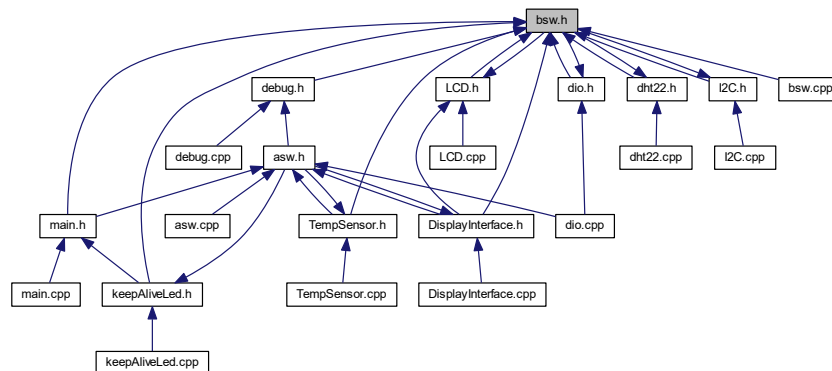 bsw.h
debug.h
LCD.h
dio.h
dht22.h
I2C.h
bsw.cpp
debug.cpp
asw.h
LCD.cpp
dht22.cpp
I2C.cpp
main.h
asw.cpp
TempSensor.h
DisplayInterface.h
dio.cpp
main.cpp
keepAliveLed.h
TempSensor.cpp
DisplayInterface.cpp
keepAliveLed.cpp